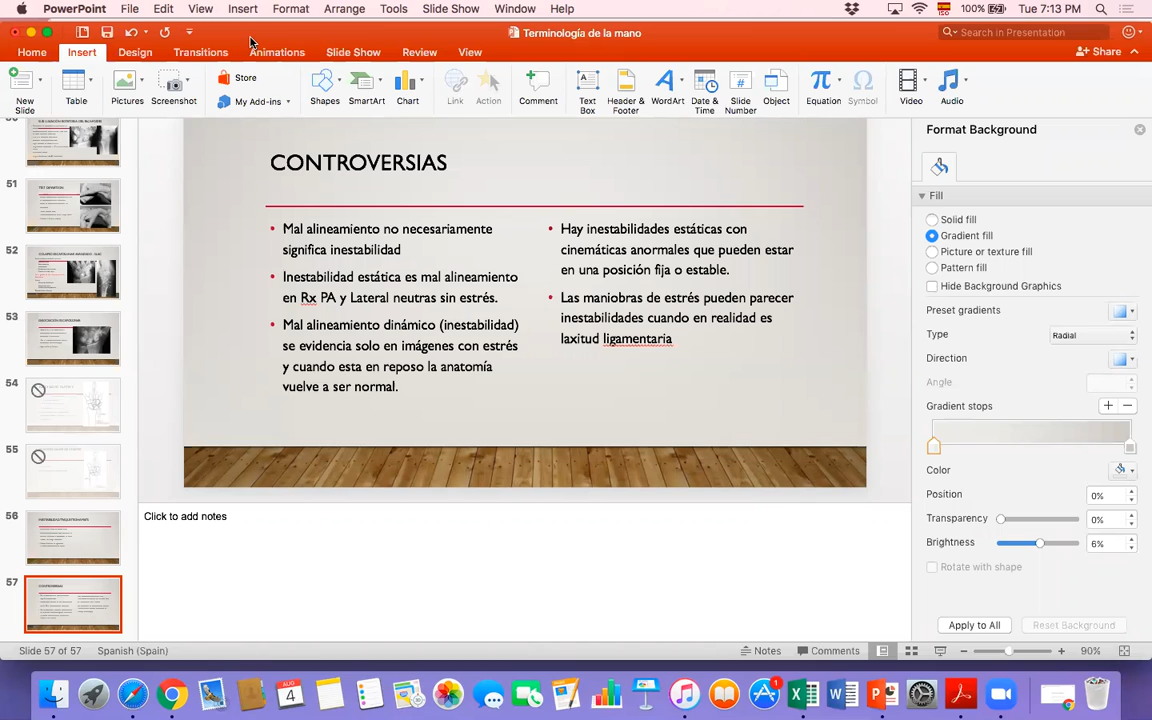 PowerPoint File Edit View Insert Format Arrange Tools Slide Show Window Help 100% Tue 7:13 PM
Terminología de la mano
Search in Presentation
Home Insert Design Transitions Animations Slide Show Review View Share
New Slide
Table
Pictures
Screenshot
Store
My Add-ins
Shapes
SmartArt
Chart
Link
Action
Comment
Text Box
Header & Footer
WordArt
Date & Time
Slide Number
Object
Equation
Symbol
Video
Audio
51
52
53
54
55
56
57
CONTROVERSIAS
• Mal alineamiento no necesariamente
significa inestabilidad
• Inestabilidad estática es mal alineamiento
en Rx PA y Lateral neutras sin estrés.
• Mal alineamiento dinámico (inestabilidad)
se evidencia solo en imágenes con estrés
y cuando esta en reposo la anatomía
vuelve a ser normal.
• Hay inestabilidades estáticas con
cinemáticas anormales que pueden estar
en una posición fija o estable.
• Las maniobras de estrés pueden parecer
inestabilidades cuando en realidad es
laxitud ligamentaria
Click to add notes
Format Background
Fill
Solid fill
Gradient fill
Picture or texture fill
Pattern fill
Hide Background Graphics
Preset gradients
Type Radial
Direction
Angle
Gradient stops
Color
Position 0%
Transparency 0%
Brightness 6%
Rotate with shape
Apply to All Reset Background
Slide 57 of 57 Spanish (Spain) Notes Comments 90%
4
1